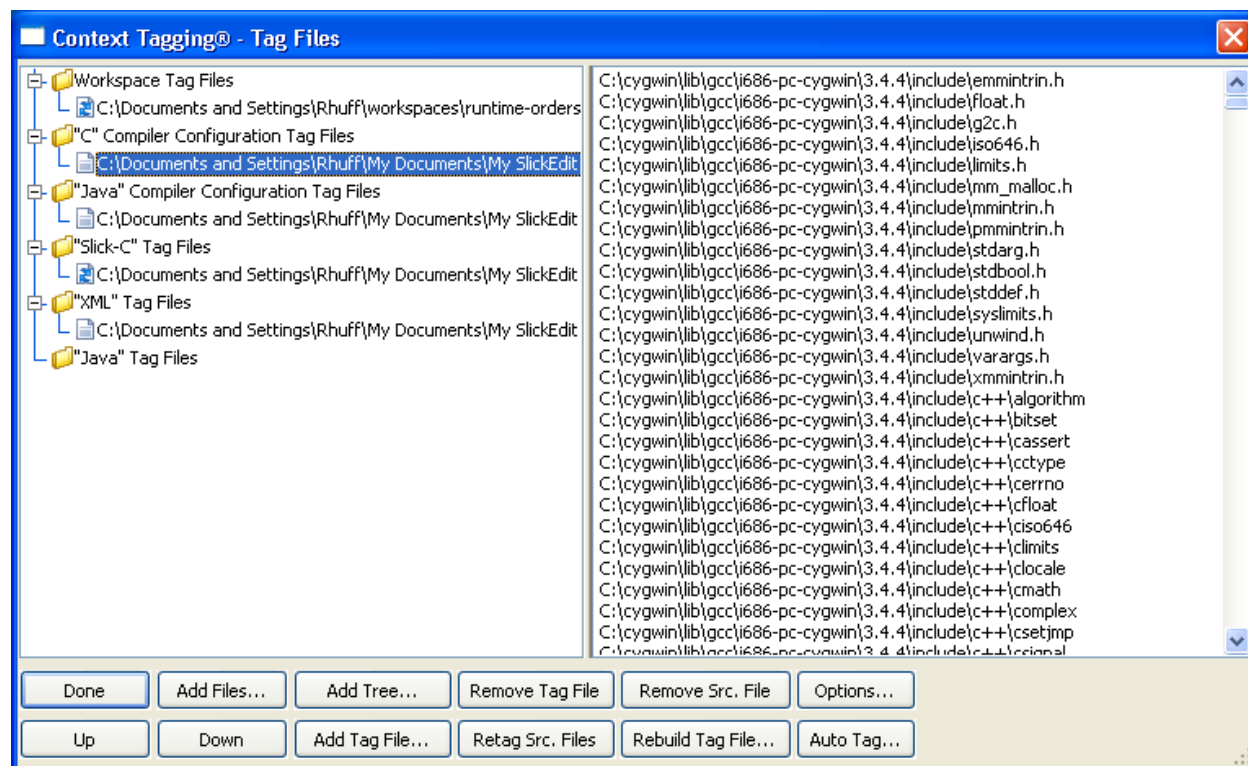 Context Tagging® - Tag Files
Workspace Tag Files
C:\Documents and Settings\Rhuff\workspaces\runtime-orders
"C" Compiler Configuration Tag Files
C:\Documents and Settings\Rhuff\My Documents\My SlickEdit
"Java" Compiler Configuration Tag Files
C:\Documents and Settings\Rhuff\My Documents\My SlickEdit
"Slick-C" Tag Files
C:\Documents and Settings\Rhuff\My Documents\My SlickEdit
"XML" Tag Files
C:\Documents and Settings\Rhuff\My Documents\My SlickEdit
"Java" Tag Files
C:\cygwin\lib\gcc\i686-pc-cygwin\3.4.4\include\emmintrin.h
C:\cygwin\lib\gcc\i686-pc-cygwin\3.4.4\include\float.h
C:\cygwin\lib\gcc\i686-pc-cygwin\3.4.4\include\g2c.h
C:\cygwin\lib\gcc\i686-pc-cygwin\3.4.4\include\iso646.h
C:\cygwin\lib\gcc\i686-pc-cygwin\3.4.4\include\limits.h
C:\cygwin\lib\gcc\i686-pc-cygwin\3.4.4\include\mm_malloc.h
C:\cygwin\lib\gcc\i686-pc-cygwin\3.4.4\include\mmintrin.h
C:\cygwin\lib\gcc\i686-pc-cygwin\3.4.4\include\pmmintrin.h
C:\cygwin\lib\gcc\i686-pc-cygwin\3.4.4\include\stdarg.h
C:\cygwin\lib\gcc\i686-pc-cygwin\3.4.4\include\stdbool.h
C:\cygwin\lib\gcc\i686-pc-cygwin\3.4.4\include\stddef.h
C:\cygwin\lib\gcc\i686-pc-cygwin\3.4.4\include\syslimits.h
C:\cygwin\lib\gcc\i686-pc-cygwin\3.4.4\include\unwind.h
C:\cygwin\lib\gcc\i686-pc-cygwin\3.4.4\include\varargs.h
C:\cygwin\lib\gcc\i686-pc-cygwin\3.4.4\include\xmmintrin.h
C:\cygwin\lib\gcc\i686-pc-cygwin\3.4.4\include\c++\algorithm
C:\cygwin\lib\gcc\i686-pc-cygwin\3.4.4\include\c++\bitset
C:\cygwin\lib\gcc\i686-pc-cygwin\3.4.4\include\c++\cassert
C:\cygwin\lib\gcc\i686-pc-cygwin\3.4.4\include\c++\cctype
C:\cygwin\lib\gcc\i686-pc-cygwin\3.4.4\include\c++\cerrno
C:\cygwin\lib\gcc\i686-pc-cygwin\3.4.4\include\c++\cfloat
C:\cygwin\lib\gcc\i686-pc-cygwin\3.4.4\include\c++\ciso646
C:\cygwin\lib\gcc\i686-pc-cygwin\3.4.4\include\c++\climits
C:\cygwin\lib\gcc\i686-pc-cygwin\3.4.4\include\c++\clocale
C:\cygwin\lib\gcc\i686-pc-cygwin\3.4.4\include\c++\cmath
C:\cygwin\lib\gcc\i686-pc-cygwin\3.4.4\include\c++\complex
C:\cygwin\lib\gcc\i686-pc-cygwin\3.4.4\include\c++\csetjmp
C:\cygwin\lib\gcc\i686-pc-cygwin\3.4.4\include\c++\csignal
Done Add Files... Add Tree... Remove Tag File Remove Src. File Options...
Up Down Add Tag File... Retag Src. Files Rebuild Tag File... Auto Tag...